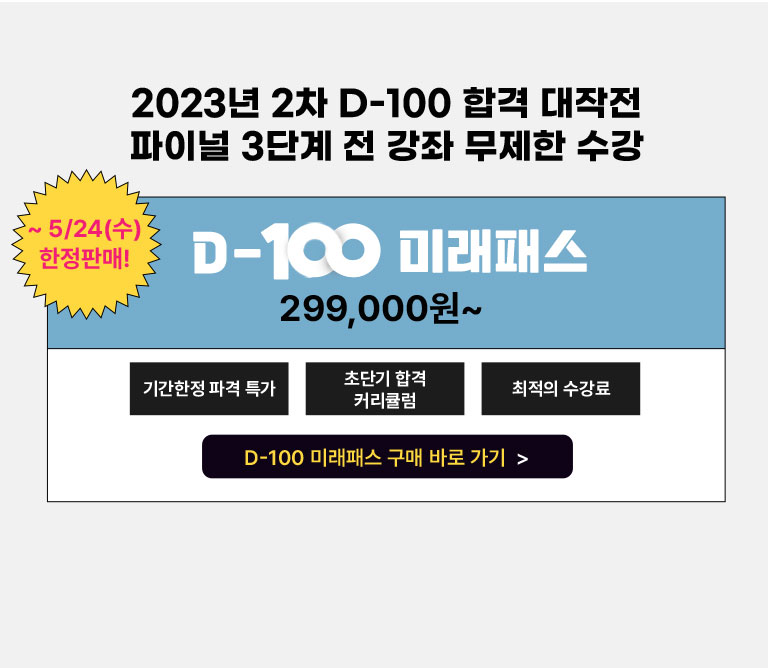 2023년 2차 D-100 합격 대작전
파이널 3단계 전 강좌 무제한 수강
~ 5/24(수)
한정판매!
D-100 미래패스
299,000원~
기간한정 파격 특가
초단기 합격
커리큘럼
최적의 수강료
D-100 미래패스 구매 바로 가기 >